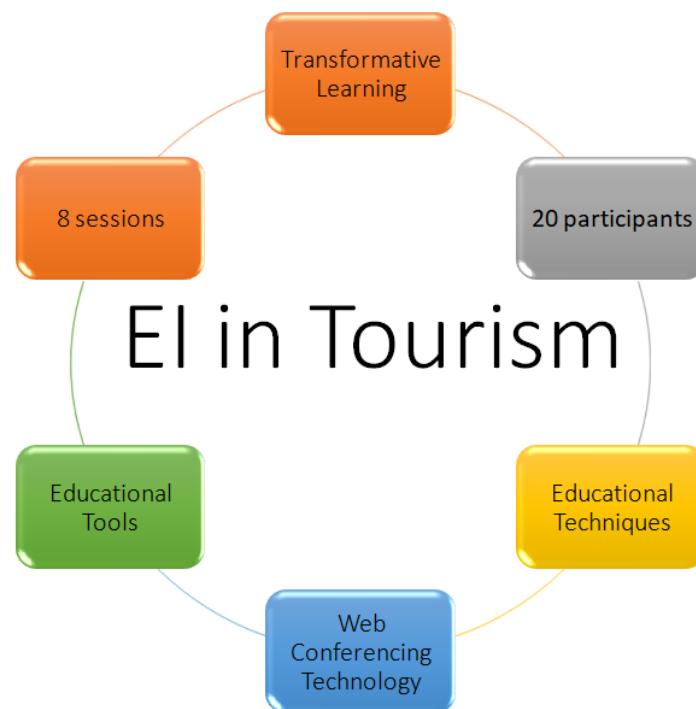 Transformative
Learning
8 sessions
20 participants
EI in Tourism
Educational
Tools
Educational
Techniques
Web
Conferencing
Technology